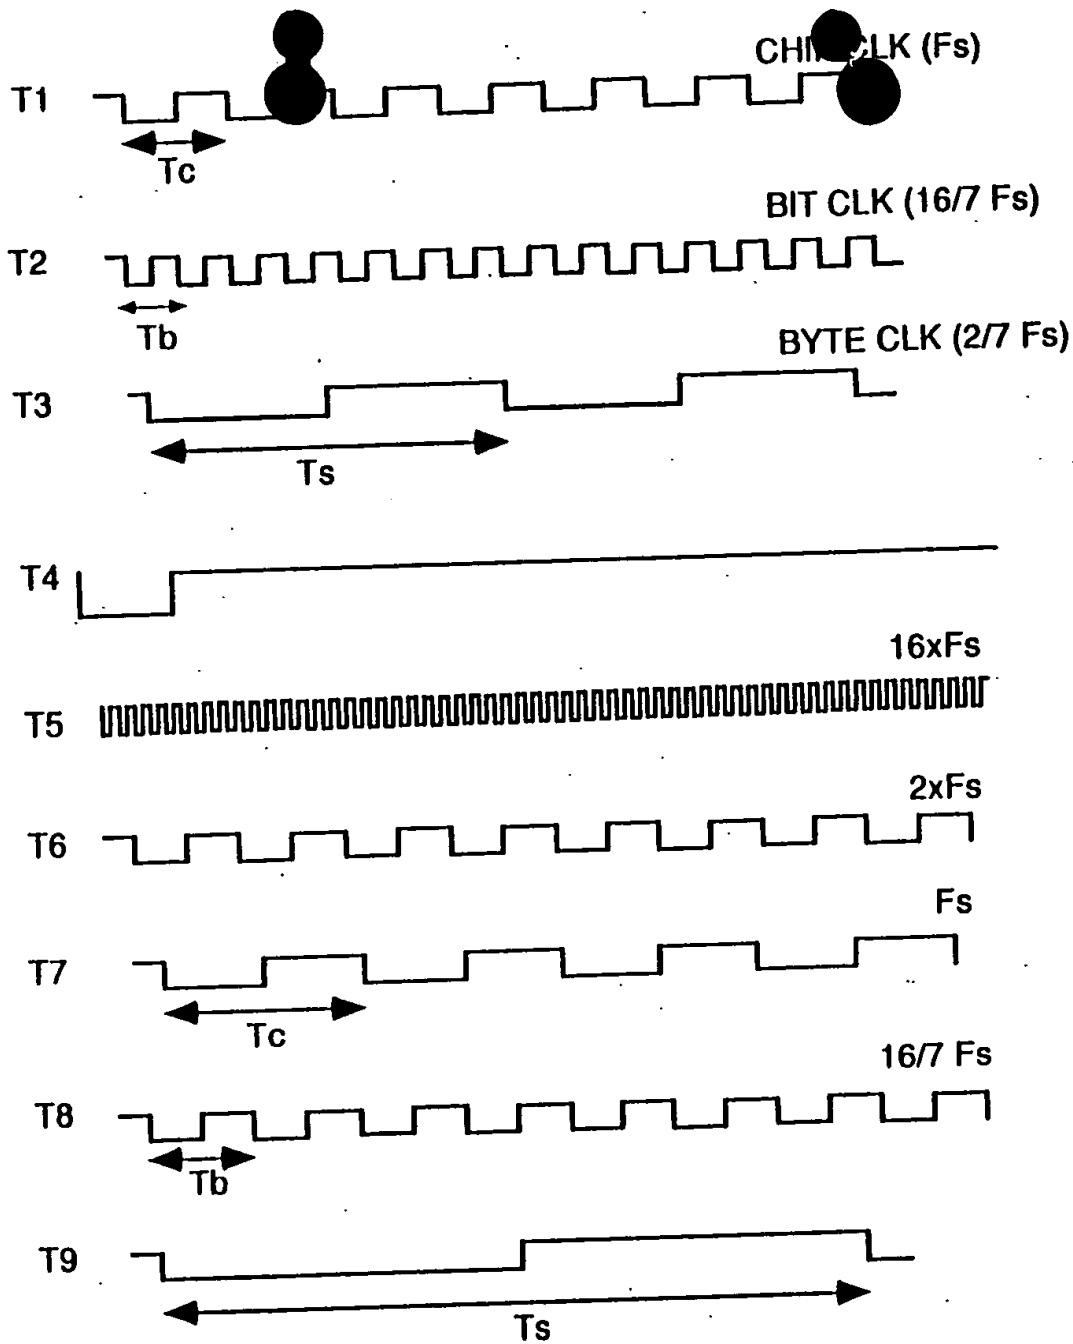 CLK (Fs)
T1
Tc
BIT CLK (16/7 Fs)
T2
Tb
BYTE CLK (2/7 Fs)
T3
Ts
T4
16xFs
T5
2xFs
T6
Fs
T7
Tc
16/7 Fs
T8
Tb
T9
Ts